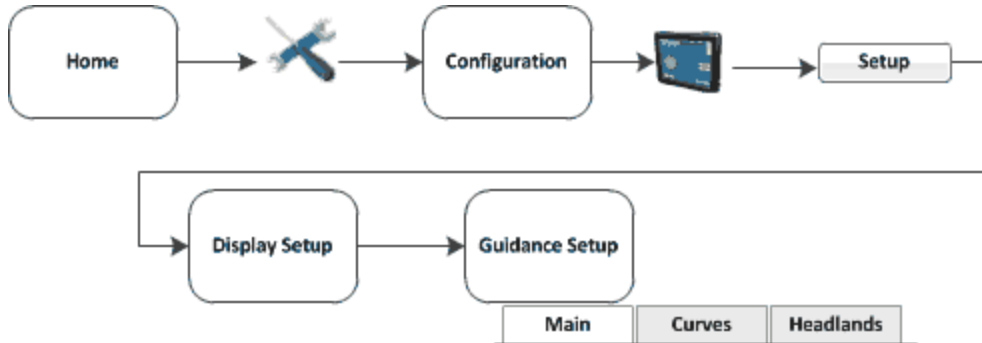 Home
Configuration
Setup
Display Setup
Guidance Setup
Main
Curves
Headlands